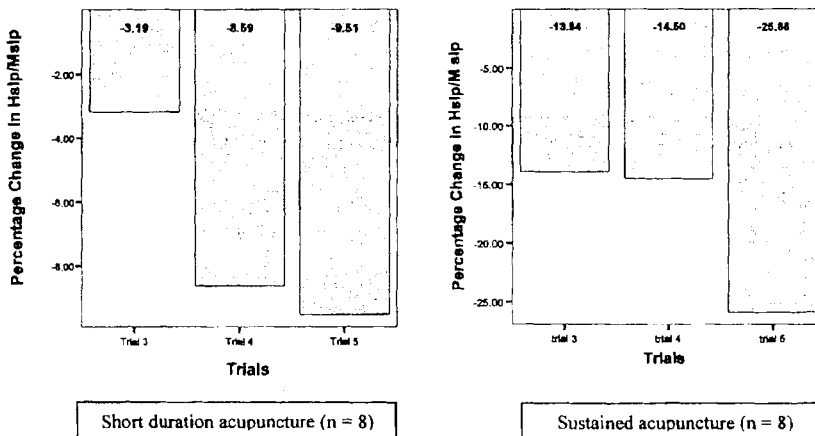 Percentage Change in Hslp/Mslp
-3.19 -8.59 -9.51
-2.00
-4.00
-6.00
-8.00
Trial 3 Trial 4 Trial 5
Trials
Short duration acupuncture (n = 8)
Percentage Change in Hslp/M slp
-13.94 -14.50 -25.86
-5.00
-10.00
-15.00
-20.00
-25.00
trial 3 trial 4 trial 5
Trials
Sustained acupuncture (n = 8)